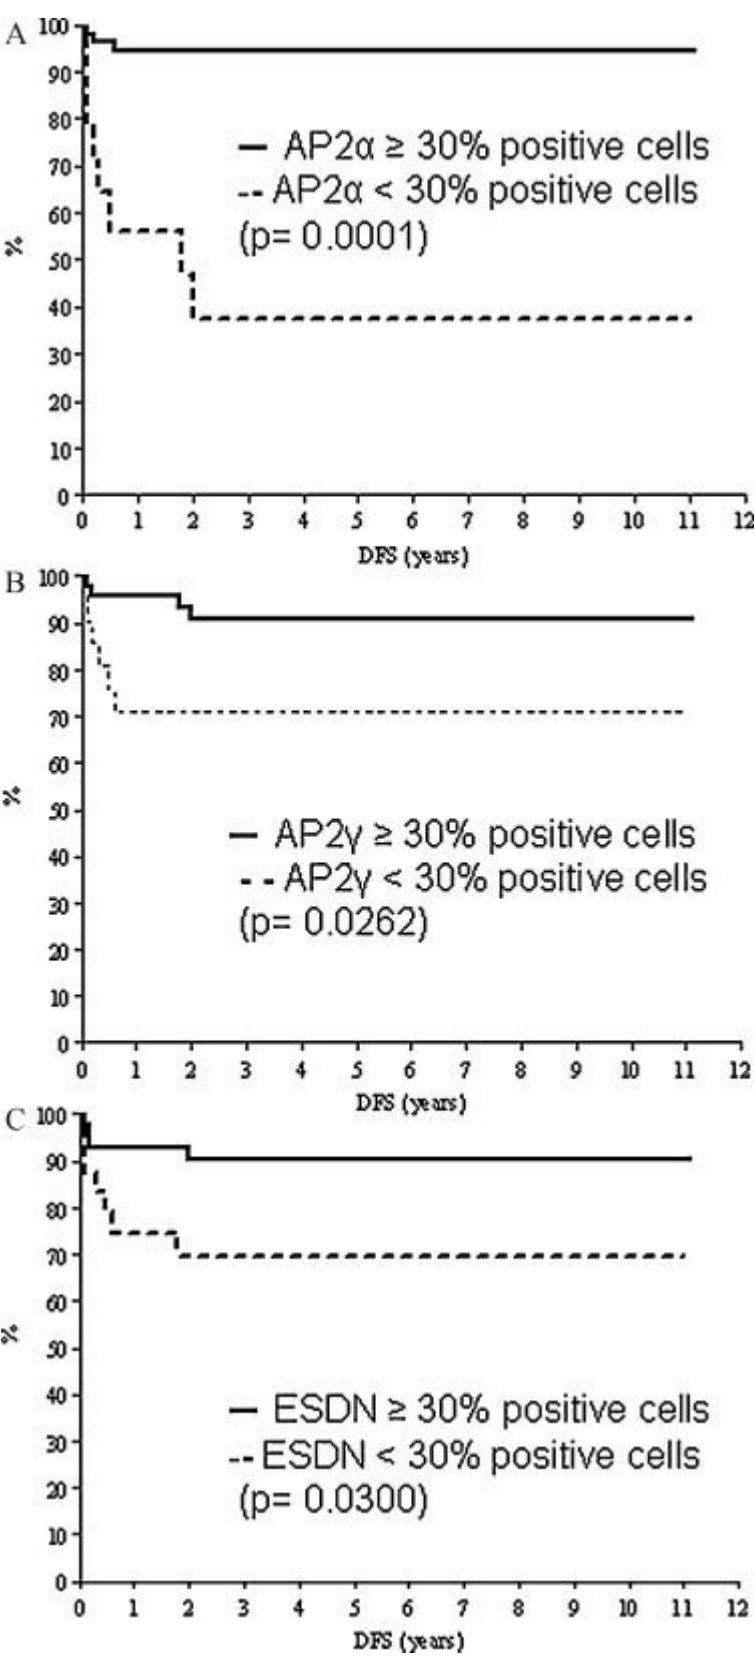 A
100
90
80
70
60
50
40
30
20
10
0
%
AP2α ≥ 30% positive cells
AP2α < 30% positive cells
(p= 0.0001)
0 1 2 3 4 5 6 7 8 9 10 11 12
DFS (years)
B
100
90
80
70
60
50
40
30
20
10
0
%
AP2γ ≥ 30% positive cells
AP2γ < 30% positive cells
(p= 0.0262)
0 1 2 3 4 5 6 7 8 9 10 11 12
DFS (years)
C
100
90
80
70
60
50
40
30
20
10
0
%
ESDN ≥ 30% positive cells
ESDN < 30% positive cells
(p= 0.0300)
0 1 2 3 4 5 6 7 8 9 10 11 12
DFS (years)